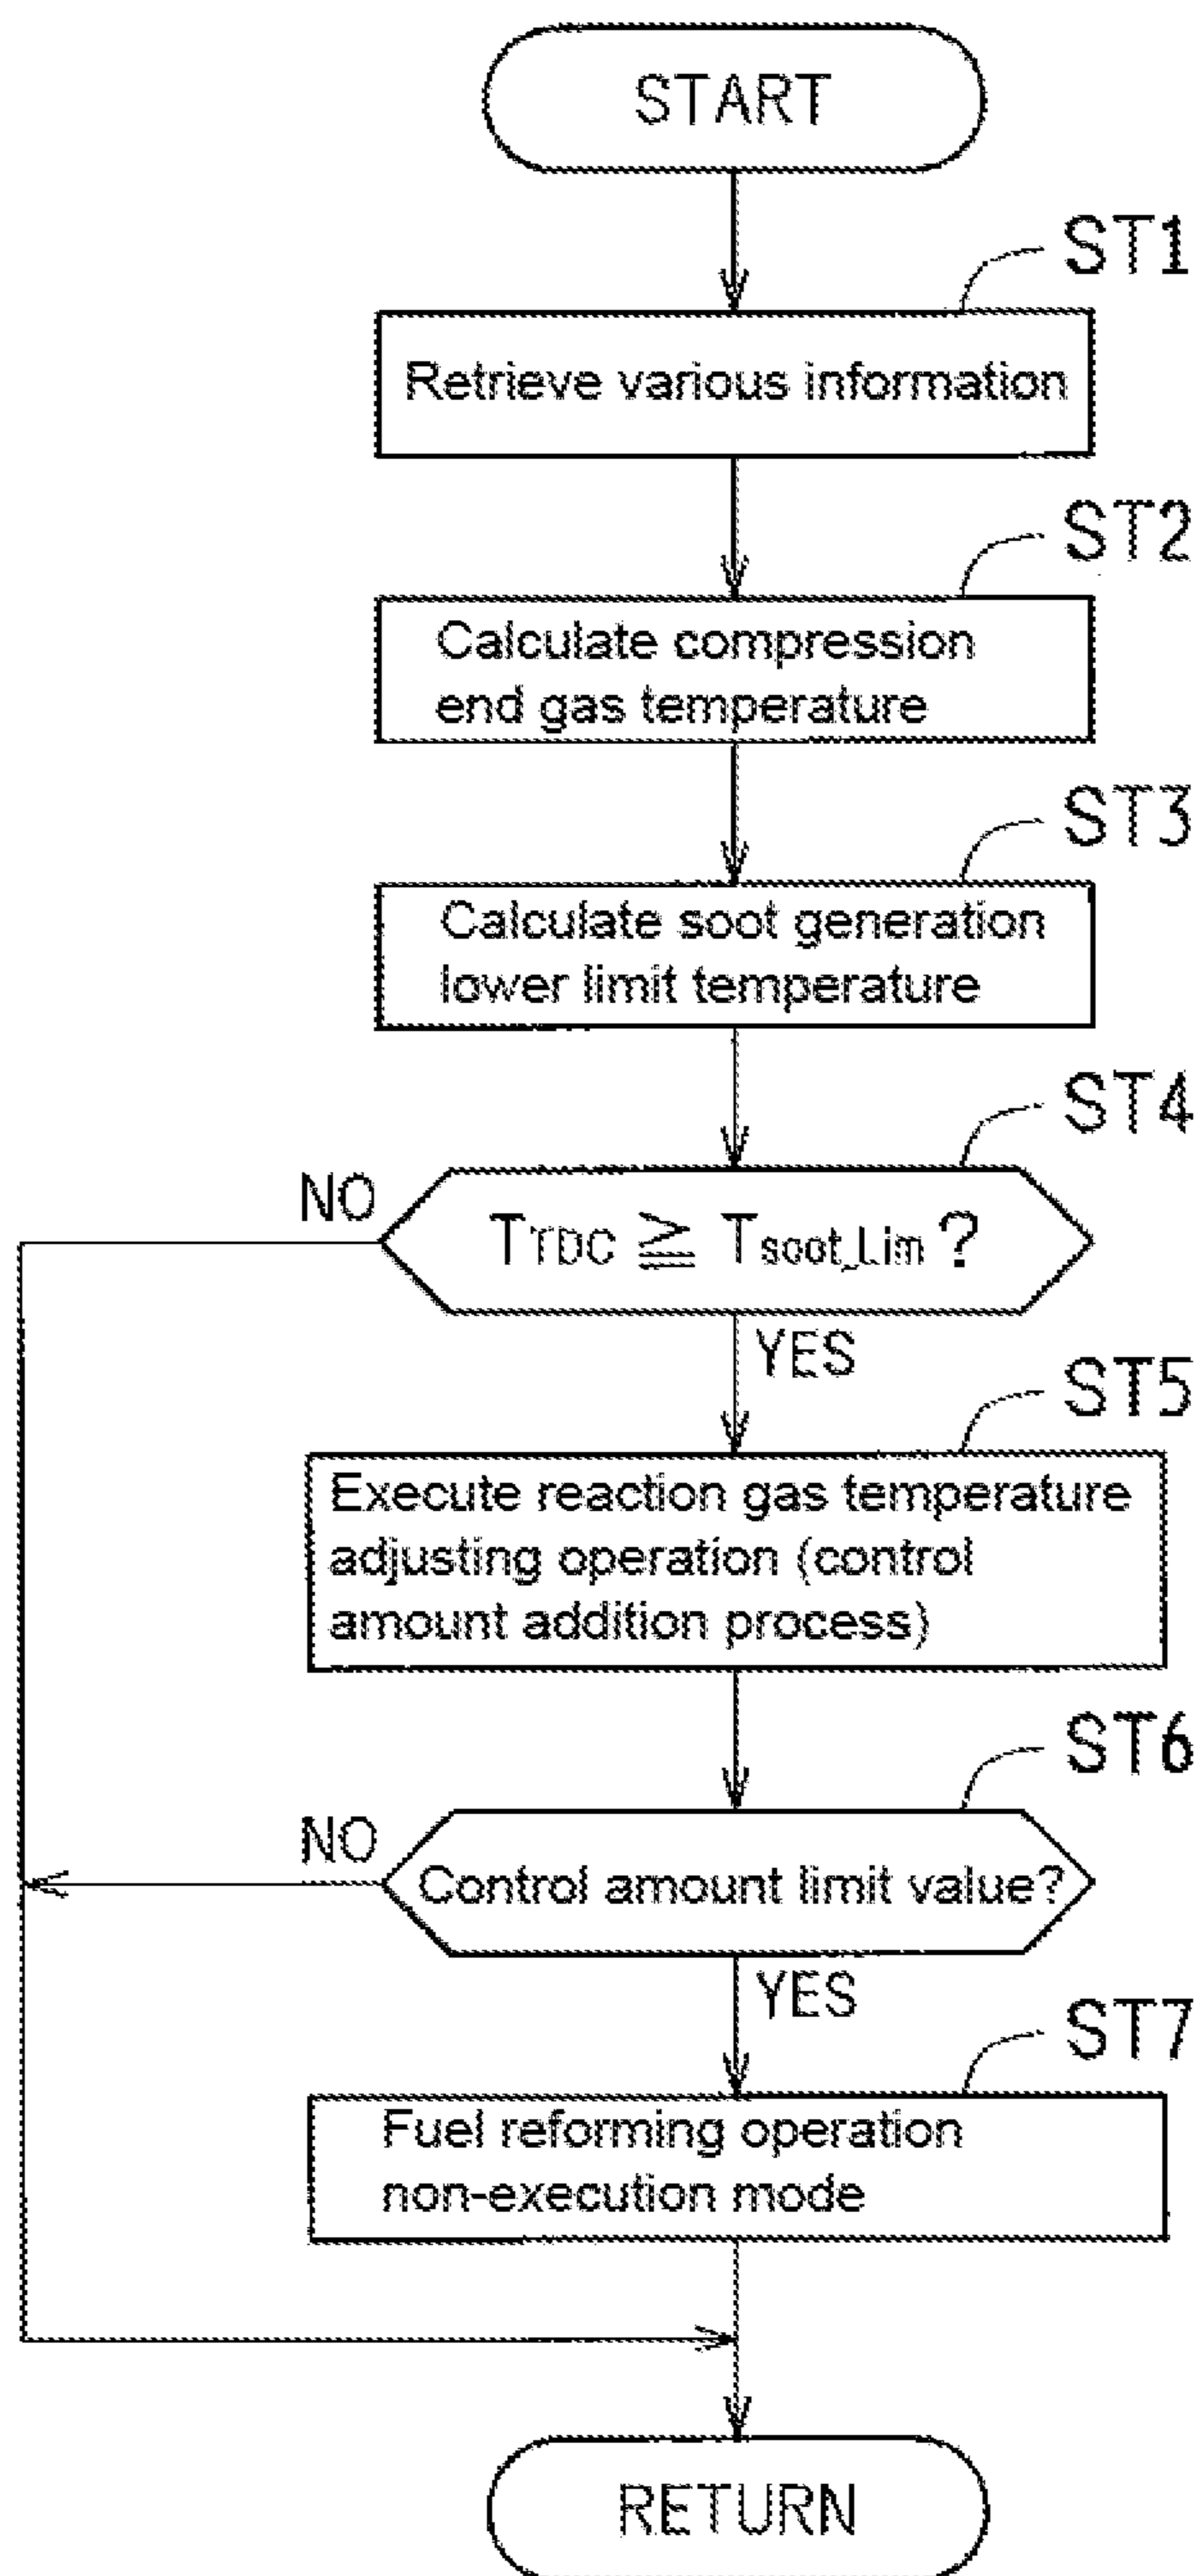 START
ST1
Retrieve various information
ST2
Calculate compression
end gas temperature
ST3
Calculate soot generation
lower limit temperature
ST4
NO
TTDC ≧ Tsoot_Lim ?
YES
ST5
Execute reaction gas temperature
adjusting operation (control
amount addition process)
ST6
NO
Control amount limit value?
YES
ST7
Fuel reforming operation
non-execution mode
RETURN